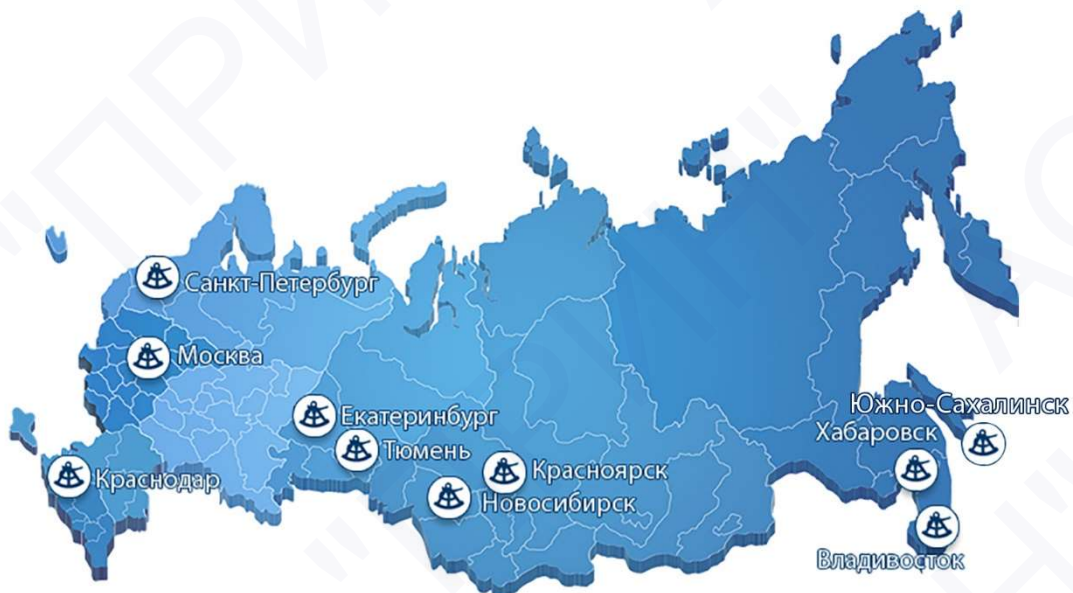 Санкт-Петербург
Москва
Екатеринбург
Тюмень
Краснодар
Красноярск
Новосибирск
Южно-Сахалинск
Хабаровск
Владивосток